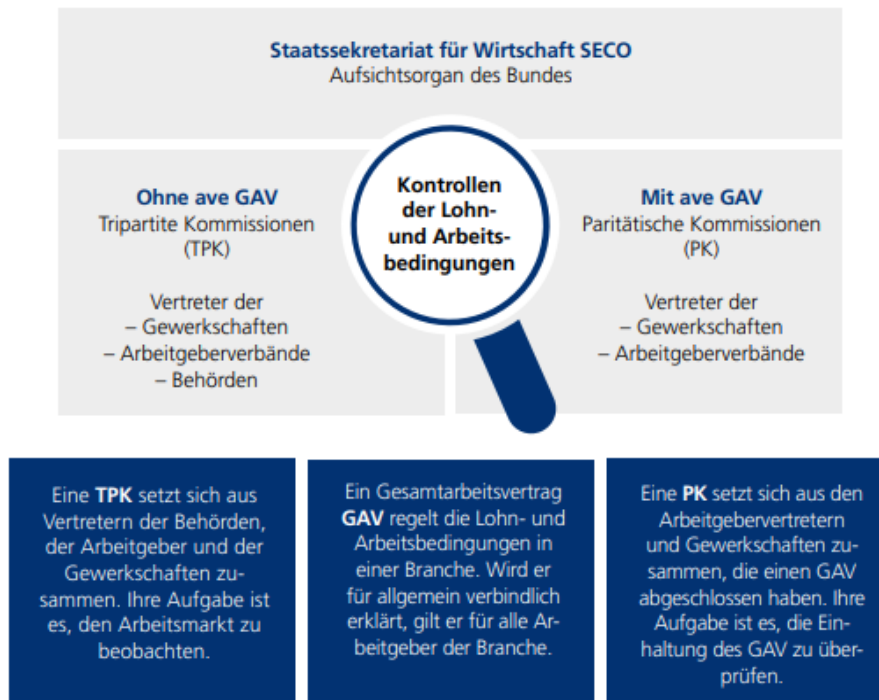 Staatssekretariat für Wirtschaft SECO
Aufsichtsorgan des Bundes
Ohne ave GAV
Tripartite Kommissionen
(TPK)
Vertreter der
– Gewerkschaften
– Arbeitgeberverbände
– Behörden
Kontrollen
der Lohn-
und Arbeits-
bedingungen
Mit ave GAV
Paritätische Kommissionen
(PK)
Vertreter der
– Gewerkschaften
– Arbeitgeberverbände
Eine TPK setzt sich aus
Vertretern der Behörden,
der Arbeitgeber und der
Gewerkschaften zu-
sammen. Ihre Aufgabe ist
es, den Arbeitsmarkt zu
beobachten.
Ein Gesamtarbeitsvertrag
GAV regelt die Lohn- und
Arbeitsbedingungen in
einer Branche. Wird er
für allgemein verbindlich
erklärt, gilt er für alle Ar-
beitgeber der Branche.
Eine PK setzt sich aus den
Arbeitgebervertretern
und Gewerkschaften zu-
sammen, die einen GAV
abgeschlossen haben. Ihre
Aufgabe ist es, die Ein-
haltung des GAV zu über-
prüfen.